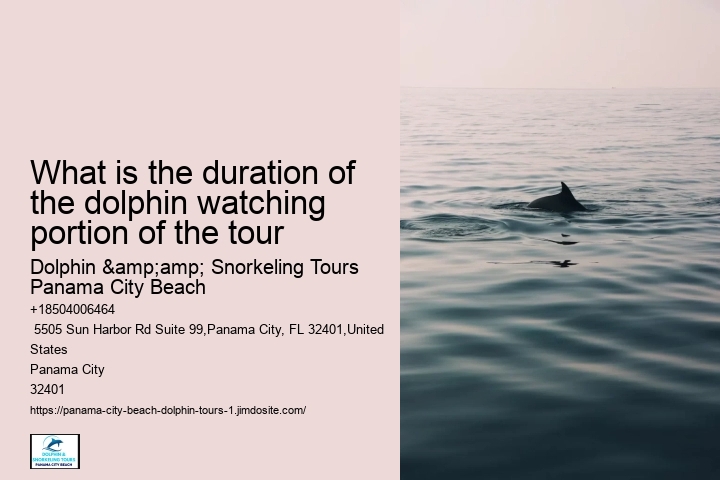 What is the duration of
the dolphin watching
portion of the tour
Dolphin &amp;amp; Snorkeling Tours
Panama City Beach
+18504006464
5505 Sun Harbor Rd Suite 99,Panama City, FL 32401,United
States
Panama City
32401
https://panama-city-beach-dolphin-tours-1.jimdosite.com/
DOLPHIN &
SNORKELING TOURS
PANAMA CITY BEACH